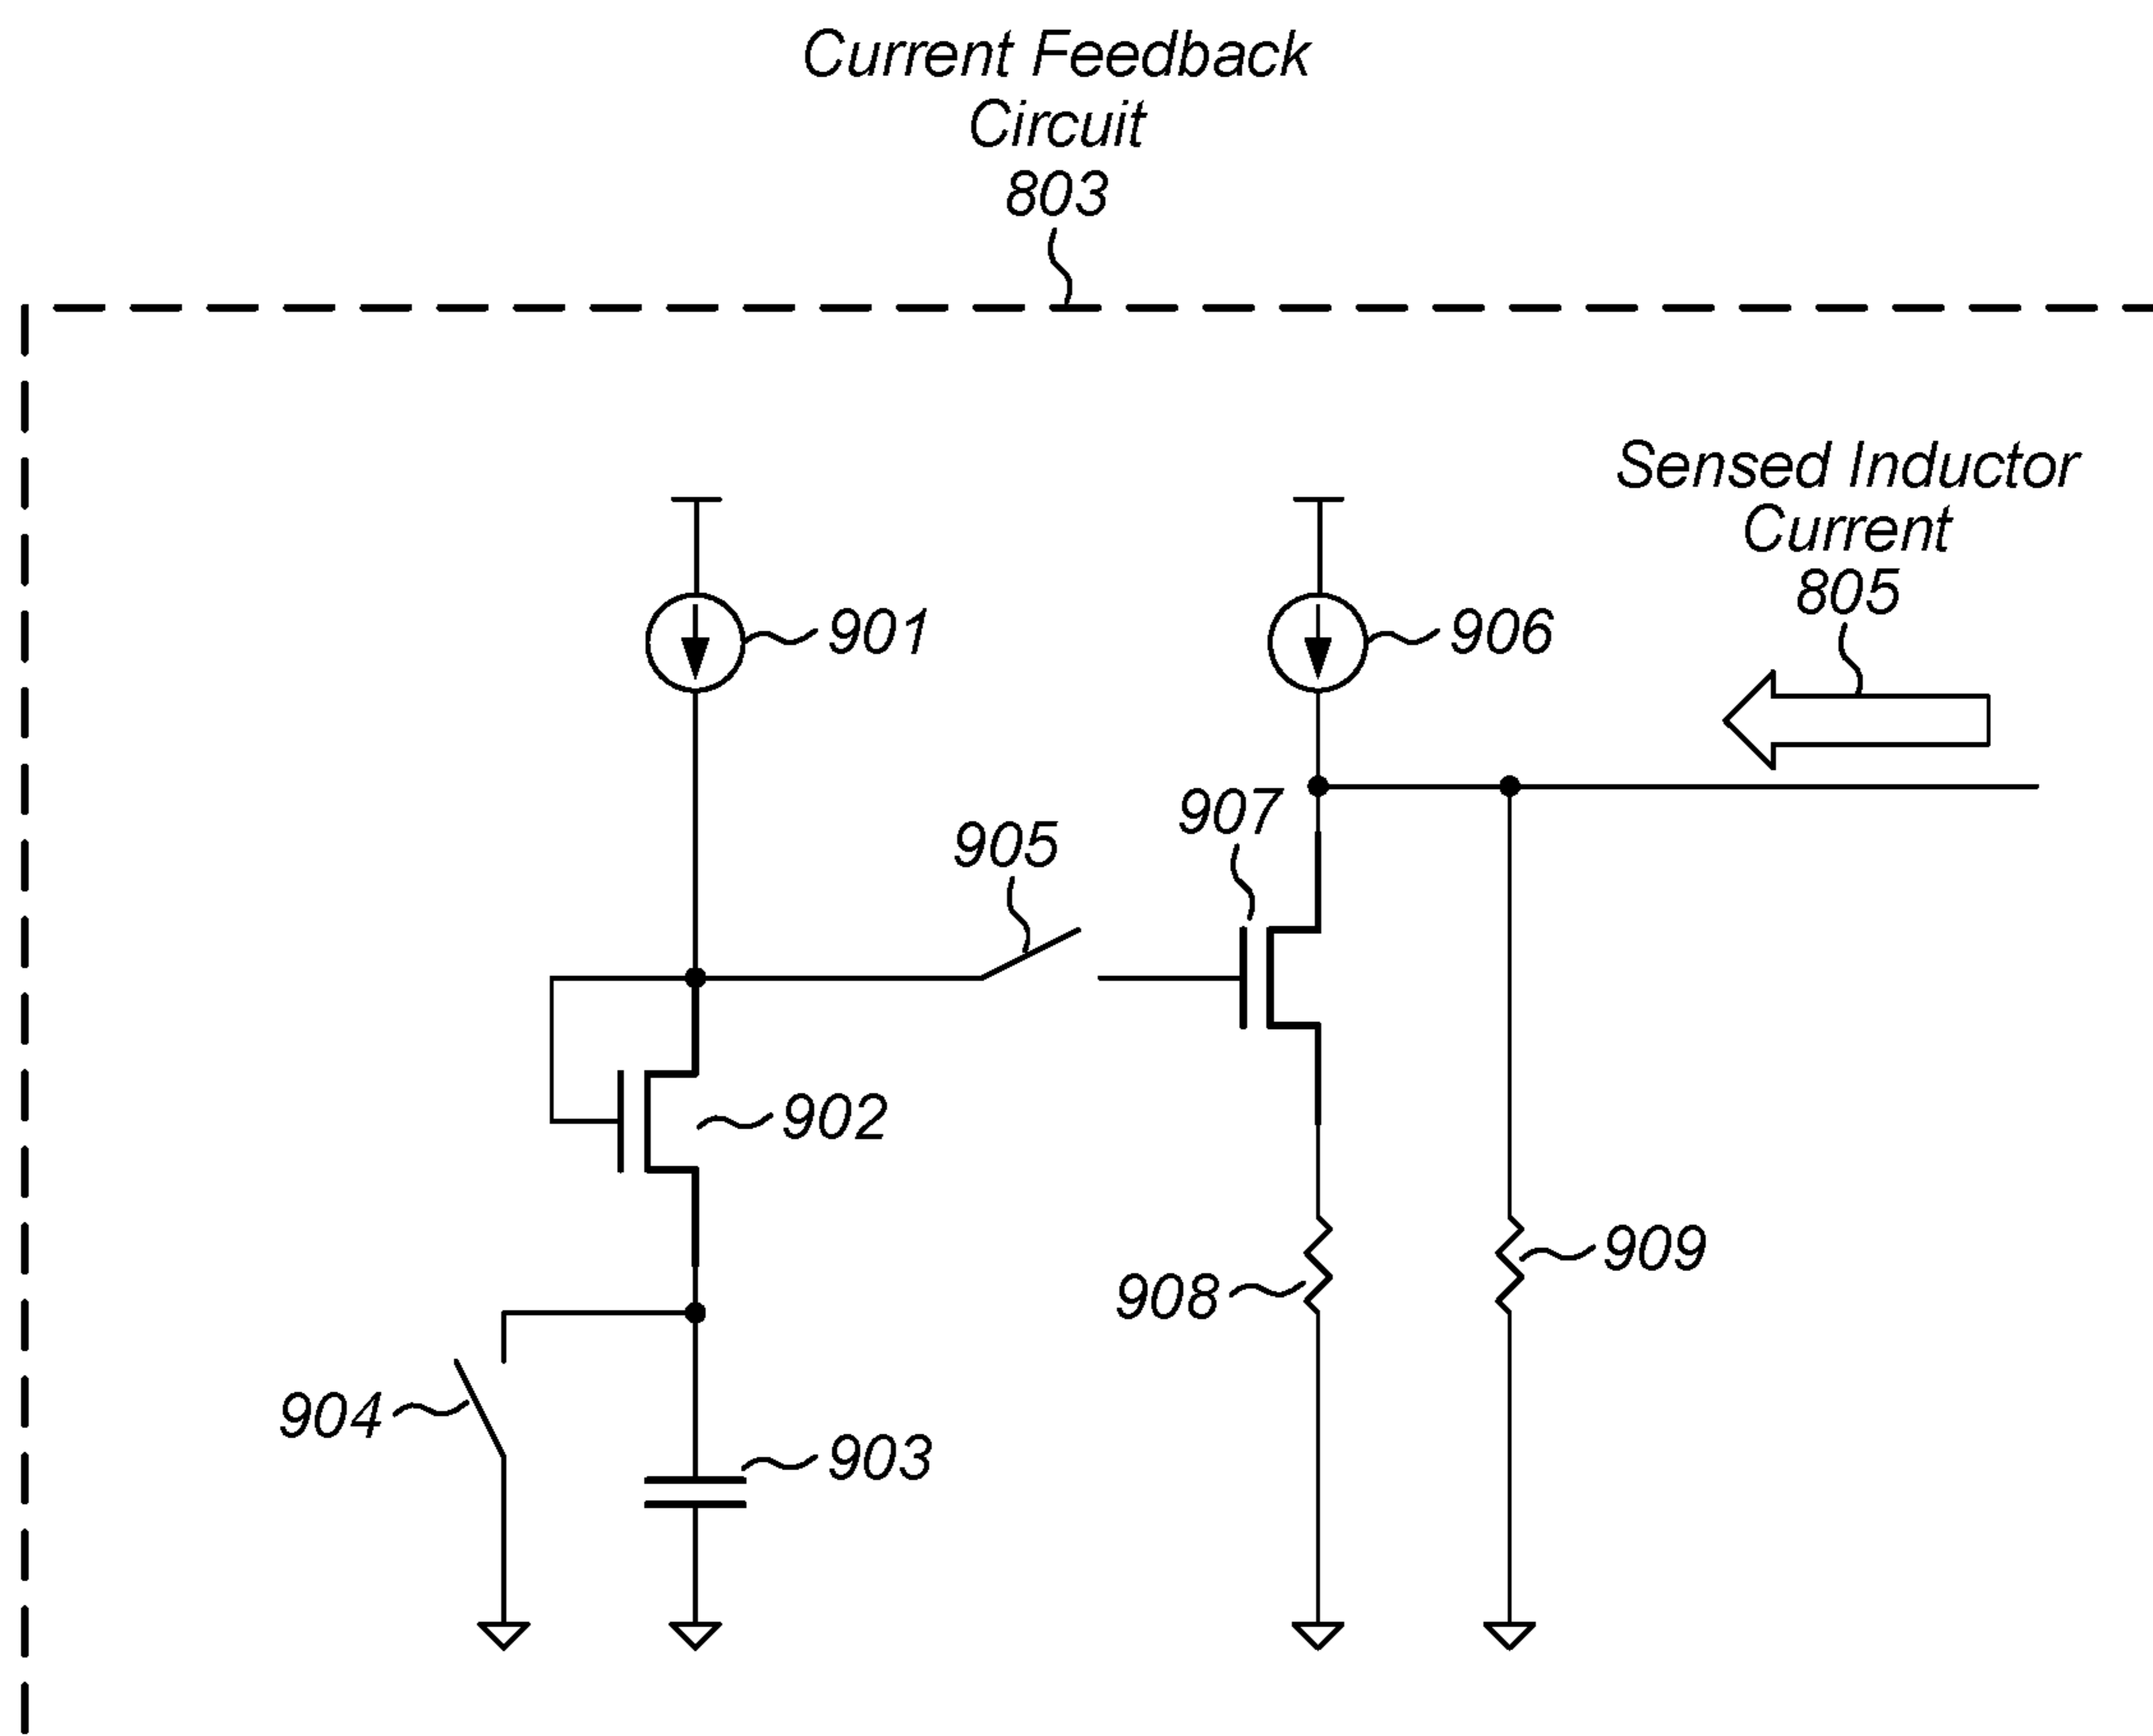 Current Feedback
Circuit
803
Sensed Inductor
Current
805
901
906
907
905
902
909
908
904
903